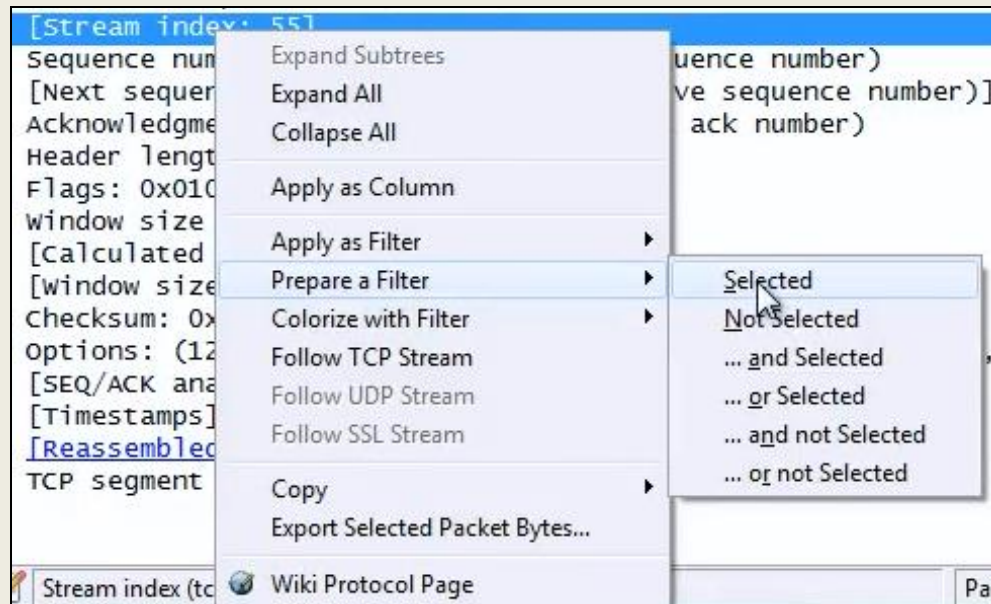 [Stream index: 55]
Sequence num
uence number)
[Next sequen
ve sequence number)]
Acknowledgme
ack number)
Header lengt
Flags: 0x010
Window size
[Calculated
[Window size
Checksum: 0x
Options: (12
[SEQ/ACK ana
[Timestamps]
[Reassembled
TCP segment
Expand Subtrees
Expand All
Collapse All
Apply as Column
Apply as Filter
Prepare a Filter
Colorize with Filter
Follow TCP Stream
Follow UDP Stream
Follow SSL Stream
Copy
Export Selected Packet Bytes...
Wiki Protocol Page
Selected
Not Selected
... and Selected
... or Selected
... and not Selected
... or not Selected
Stream index (tc
Pa